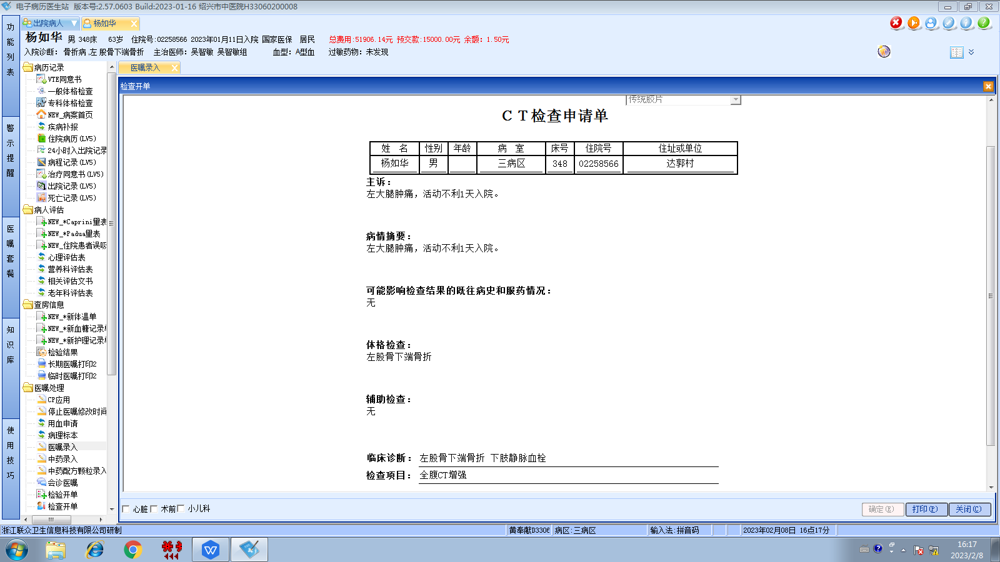 电子病历医生站 版本号:2.57.0603 Build:2023-01-16 绍兴市中医院H33060200008
出院病人
杨如华
杨如华 男 348床 63岁 住院号:02258566 2023年01月11日入院 国家医保 居民 总费用:51906.14元 预交款:15000.00元 余额: 1.50元
入院诊断: 骨折病 ,左 股骨下端骨折 主治医师: 吴智敏 吴智敏组 血型: A型血 过敏药物: 未发现
功能列表
警示提醒
医嘱套餐
知识库
使用技巧
病历记录
VTE同意书
一般体格检查
专科体格检查
NEW_病案首页
疾病补报
住院病历(LV5)
24小时入出院记录
病程记录(LV5)
治疗同意书(LV5)
出院记录(LV5)
死亡记录(LV5)
病人评估
NEW_*Caprini量表
NEW_*Padua量表
NEW_住院患者误吸
心理评估表
营养科评估表
相关评估文书
老年科评估表
查房信息
NEW_*新体温单
NEW_*新血糖记录单
NEW_*新护理记录单
检验结果
长期医嘱打印2
临时医嘱打印2
医嘱处理
CP应用
停止医嘱修改时间
用血申请
病理标本
医嘱录入
中药录入
中药配方颗粒录入
会诊医嘱
检验开单
检查开单
医嘱录入
检查开单
传统胶片
CT检查申请单
姓 名 性别 年龄 病 室 床号 住院号 住址或单位
杨如华 男 三病区 348 02258566 达郭村
主诉:
左大腿肿痛，活动不利1天入院。
病情摘要:
左大腿肿痛，活动不利1天入院。
可能影响检查结果的既往病史和服药情况:
无
体格检查:
左股骨下端骨折
辅助检查:
无
临床诊断: 左股骨下端骨折 下肢静脉血栓
检查项目: 全腹CT增强
心脏 术前 小儿科
确定(E) 打印(P) 关闭(C)
浙江联众卫生信息科技有限公司研制 黄奉献D3306 病区:三病区 输入法:拼音码 2023年02月08日 16点17分
16:17
2023/2/8